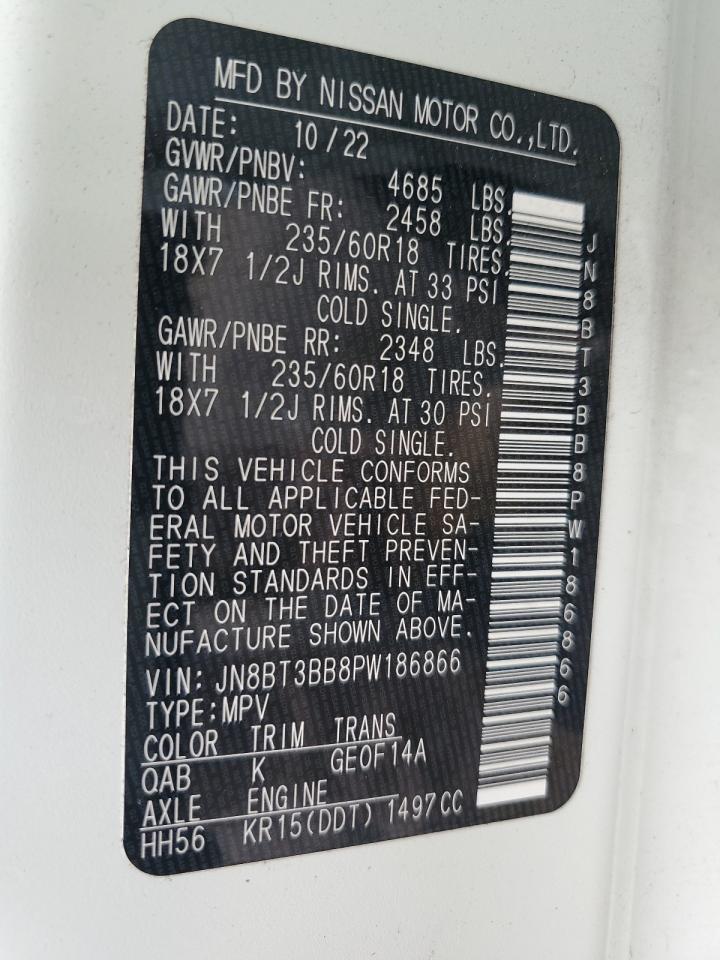 MFD BY NISSAN MOTOR CO.,LTD.
DATE: 10/22
GVWR/PNBV: 4685 LBS.
GAWR/PNBE FR: 2458 LBS.
WITH 235/60R18 TIRES.
18X7 1/2J RIMS. AT 33 PSI
COLD SINGLE.
GAWR/PNBE RR: 2348 LBS.
WITH 235/60R18 TIRES.
18X7 1/2J RIMS. AT 30 PSI
COLD SINGLE.
THIS VEHICLE CONFORMS
TO ALL APPLICABLE FED-
ERAL MOTOR VEHICLE SA-
FETY AND THEFT PREVEN-
TION STANDARDS IN EFF-
ECT ON THE DATE OF MA-
NUFACTURE SHOWN ABOVE.
VIN: JN8BT3BB8PW186866
TYPE:MPV
COLOR TRIM TRANS
QAB K GE0F14A
AXLE ENGINE
HH56 KR15(DDT) 1497CC
JN8BT3BB8PW186866